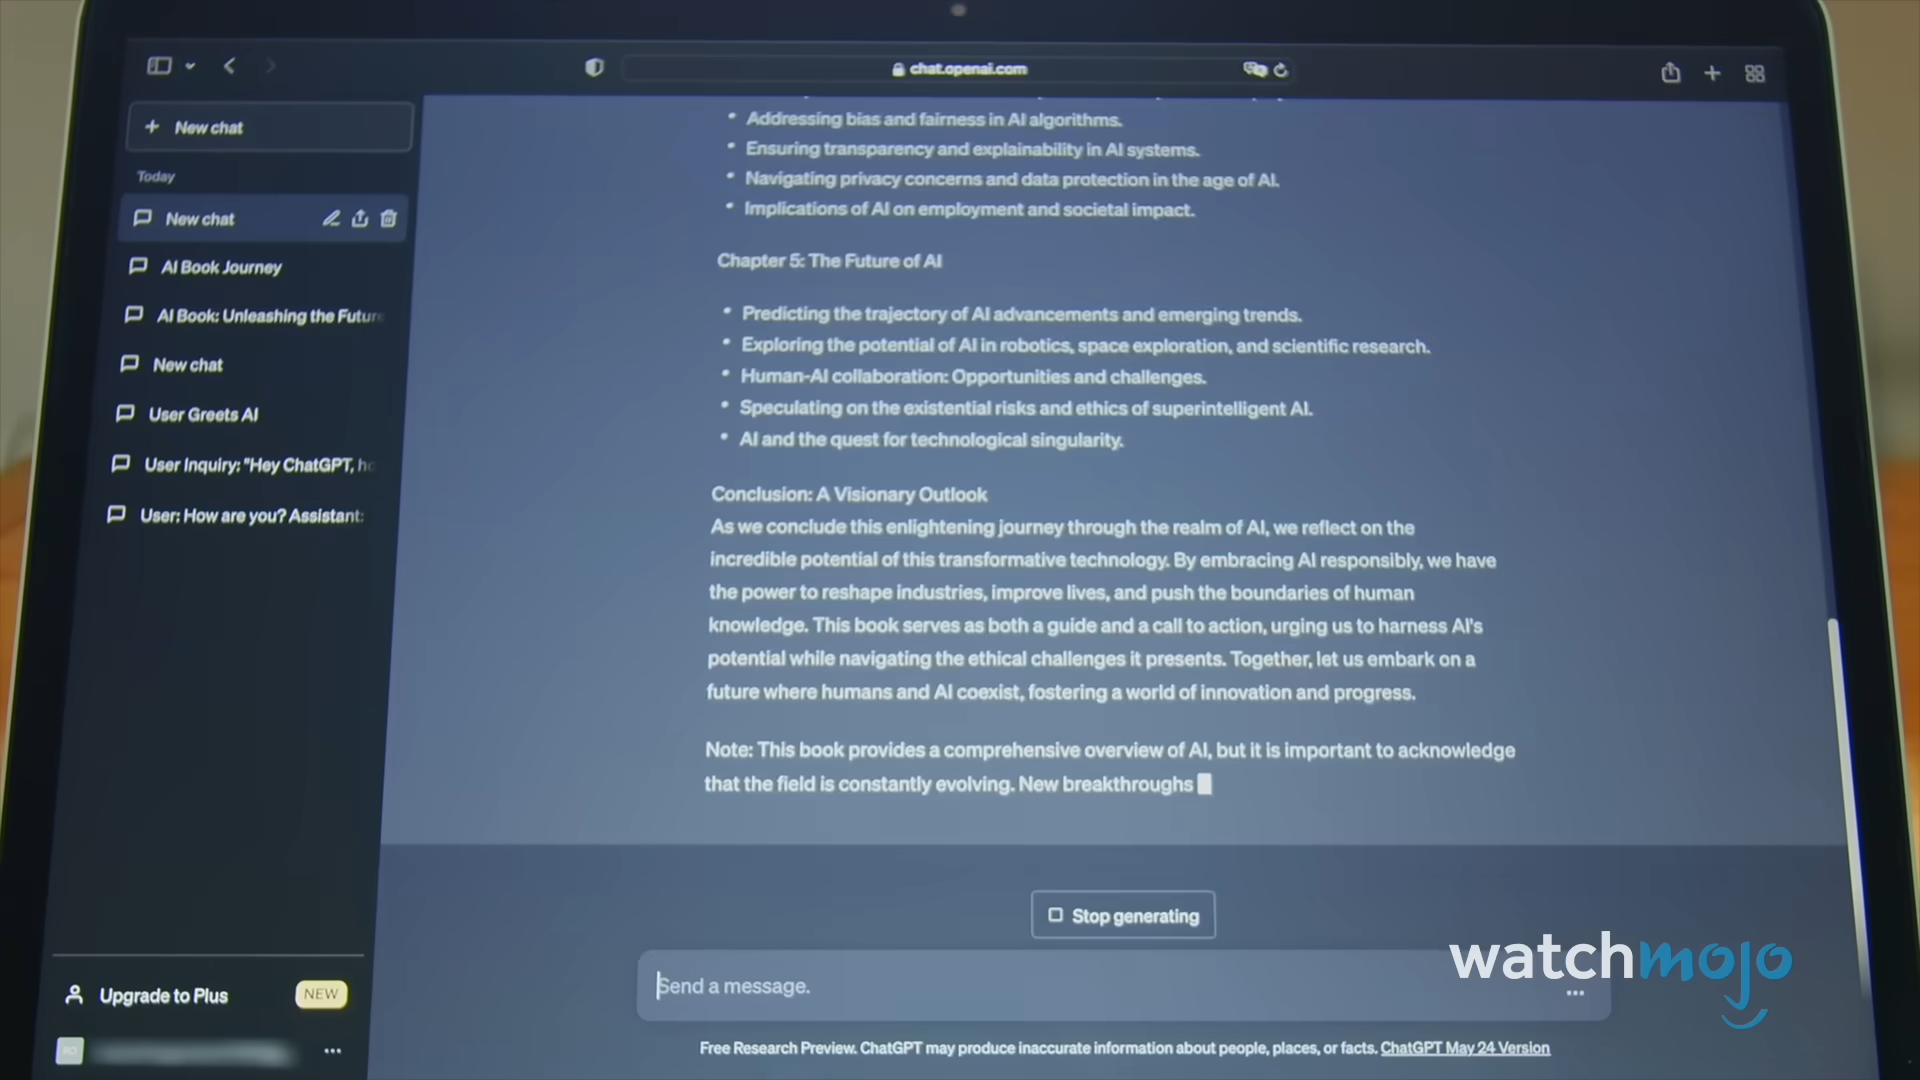 chat.openai.com
New chat
Today
New chat
AI Book Journey
AI Book: Unleashing the Futur
New chat
User Greets AI
User Inquiry: "Hey ChatGPT, ho
User: How are you? Assistant:
Upgrade to Plus
NEW
• Addressing bias and fairness in AI algorithms.
• Ensuring transparency and explainability in AI systems.
• Navigating privacy concerns and data protection in the age of AI.
• Implications of AI on employment and societal impact.
Chapter 5: The Future of AI
• Predicting the trajectory of AI advancements and emerging trends.
• Exploring the potential of AI in robotics, space exploration, and scientific research.
• Human-AI collaboration: Opportunities and challenges.
• Speculating on the existential risks and ethics of superintelligent AI.
• AI and the quest for technological singularity.
Conclusion: A Visionary Outlook
As we conclude this enlightening journey through the realm of AI, we reflect on the
incredible potential of this transformative technology. By embracing AI responsibly, we have
the power to reshape industries, improve lives, and push the boundaries of human
knowledge. This book serves as both a guide and a call to action, urging us to harness AI's
potential while navigating the ethical challenges it presents. Together, let us embark on a
future where humans and AI coexist, fostering a world of innovation and progress.
Note: This book provides a comprehensive overview of AI, but it is important to acknowledge
that the field is constantly evolving. New breakthroughs
Stop generating
Send a message.
Free Research Preview. ChatGPT may produce inaccurate information about people, places, or facts. ChatGPT May 24 Version
watchmojo